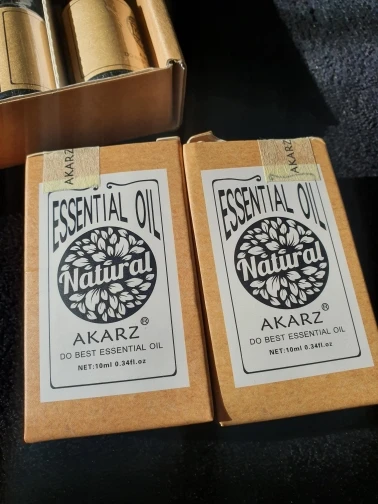 AKARZ
ESSENTIAL OIL
Natural
AKARZ®
DO BEST ESSENTIAL OIL
NET:10ml 0.34fl.oz
AKARZ
ESSENTIAL OIL
Natural
AKARZ®
DO BEST ESSENTIAL OIL
NET:10ml 0.34fl.oz